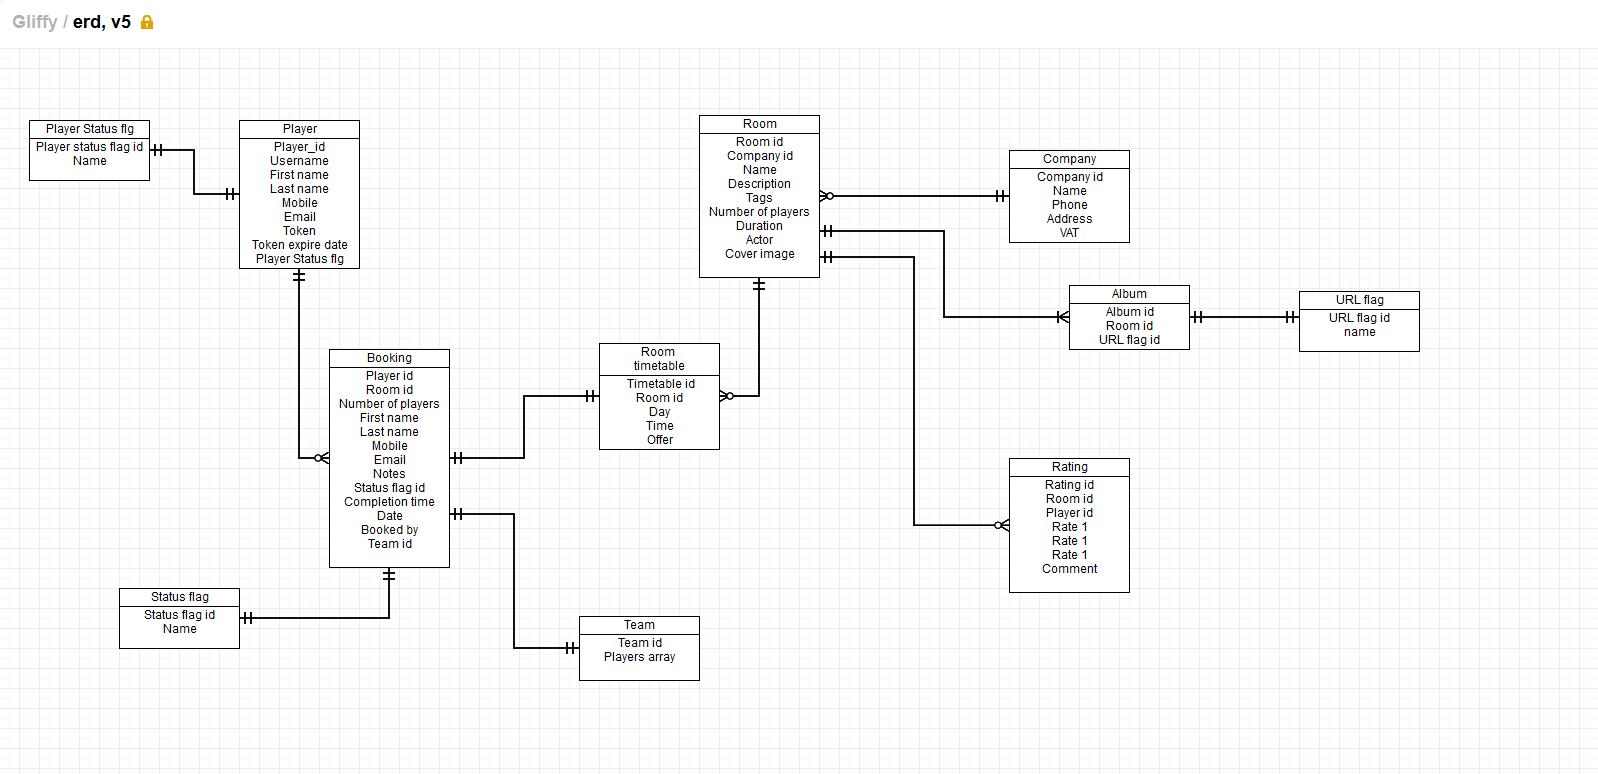 Gliffy / erd, v5
Player Status flg
Player status flag id
Name
Player
Player_id
Username
First name
Last name
Mobile
Email
Token
Token expire date
Player Status flg
Room
Room id
Company id
Name
Description
Tags
Number of players
Duration
Actor
Cover image
Company
Company id
Name
Phone
Address
VAT
Album
Album id
Room id
URL flag id
URL flag
URL flag id
name
Booking
Player id
Room id
Number of players
First name
Last name
Mobile
Email
Notes
Status flag id
Completion time
Date
Booked by
Team id
Room
timetable
Timetable id
Room id
Day
Time
Offer
Rating
Rating id
Room id
Player id
Rate 1
Rate 1
Rate 1
Comment
Status flag
Status flag id
Name
Team
Team id
Players array